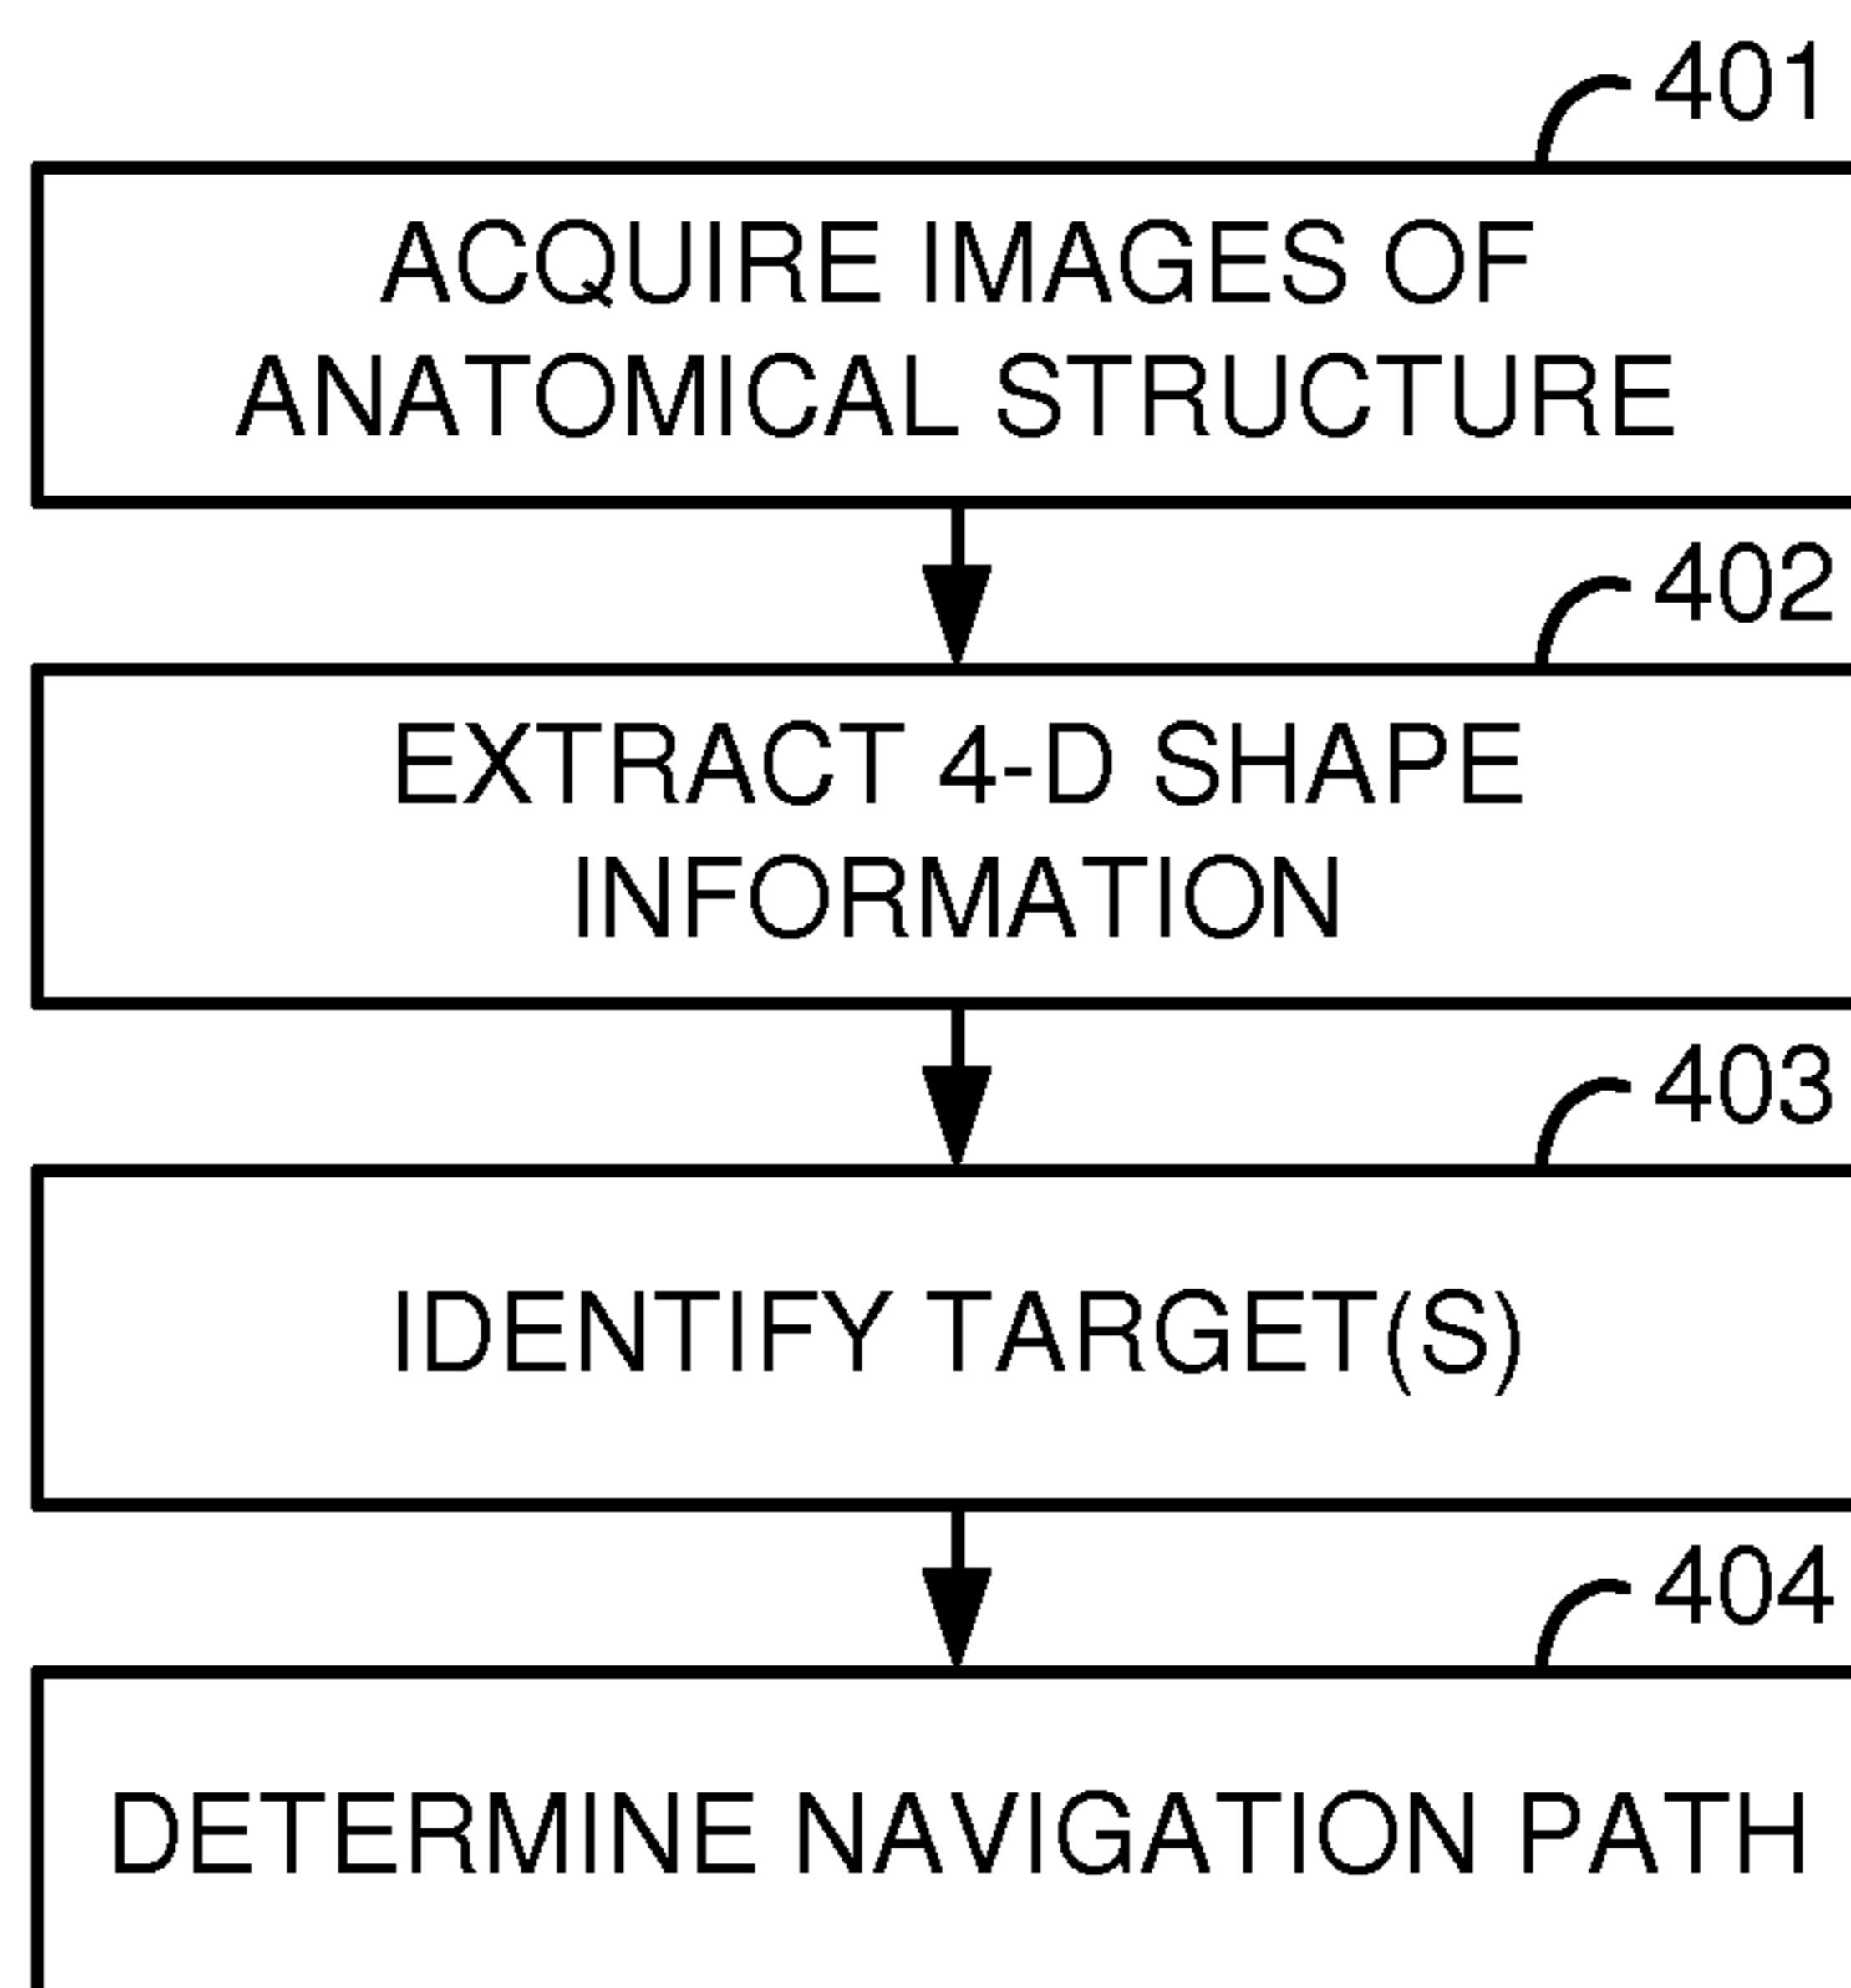 401
ACQUIRE IMAGES OF
ANATOMICAL STRUCTURE
402
EXTRACT 4-D SHAPE
INFORMATION
403
IDENTIFY TARGET(S)
404
DETERMINE NAVIGATION PATH